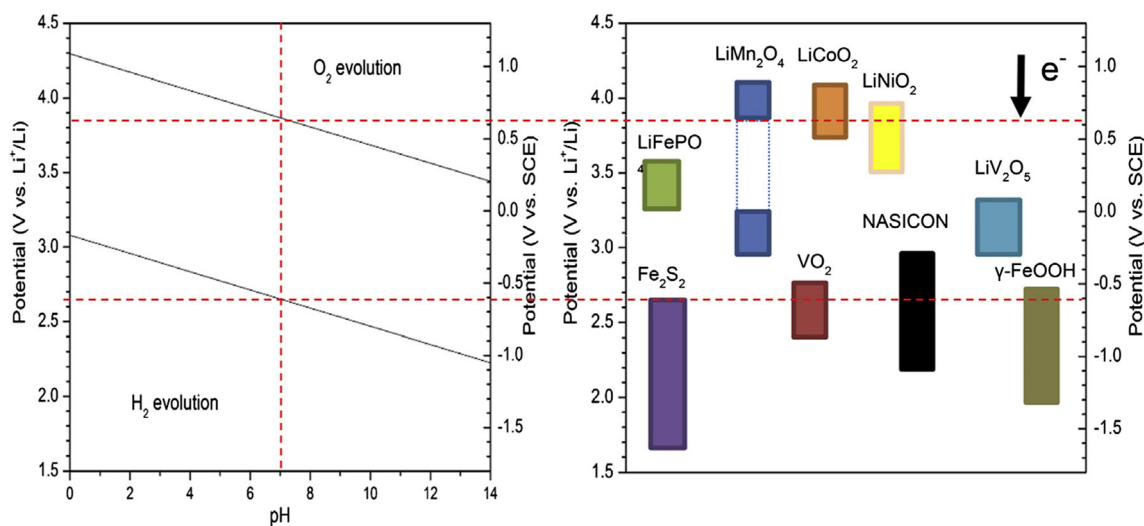 4.5
4.0
3.5
3.0
2.5
2.0
1.5
Potential (V vs. Li⁺/Li)
O₂ evolution
H₂ evolution
0 2 4 6 8 10 12 14
pH
1.0
0.5
0.0
-0.5
-1.0
-1.5
Potential (V vs. SCE)
4.5
4.0
3.5
3.0
2.5
2.0
1.5
Potential (V vs. Li⁺/Li)
LiMn₂O₄
LiCoO₂
LiNiO₂
e⁻
LiFePO
4
LiV₂O₅
NASICON
Fe₂S₂
VO₂
γ-FeOOH
1.0
0.5
0.0
-0.5
-1.0
-1.5
Potential (V vs. SCE)